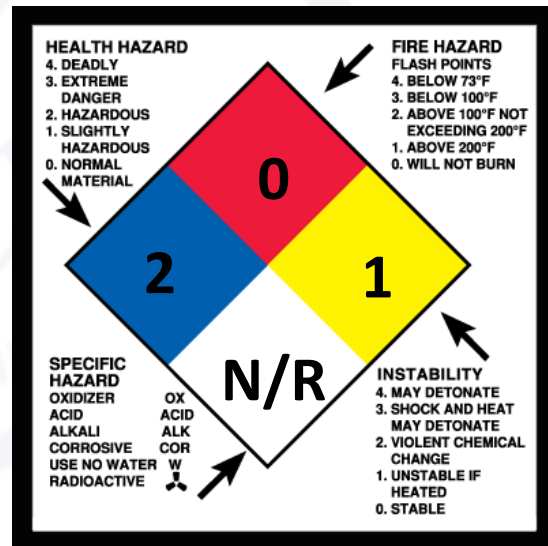 HEALTH HAZARD
4. DEADLY
3. EXTREME
DANGER
2. HAZARDOUS
1. SLIGHTLY
HAZARDOUS
0. NORMAL
MATERIAL
FIRE HAZARD
FLASH POINTS
4. BELOW 73°F
3. BELOW 100°F
2. ABOVE 100°F NOT
EXCEEDING 200°F
1. ABOVE 200°F
0. WILL NOT BURN
0
2
1
N/R
SPECIFIC
HAZARD
OXIDIZER OX
ACID ACID
ALKALI ALK
CORROSIVE COR
USE NO WATER W
RADIOACTIVE
INSTABILITY
4. MAY DETONATE
3. SHOCK AND HEAT
MAY DETONATE
2. VIOLENT CHEMICAL
CHANGE
1. UNSTABLE IF
HEATED
0. STABLE